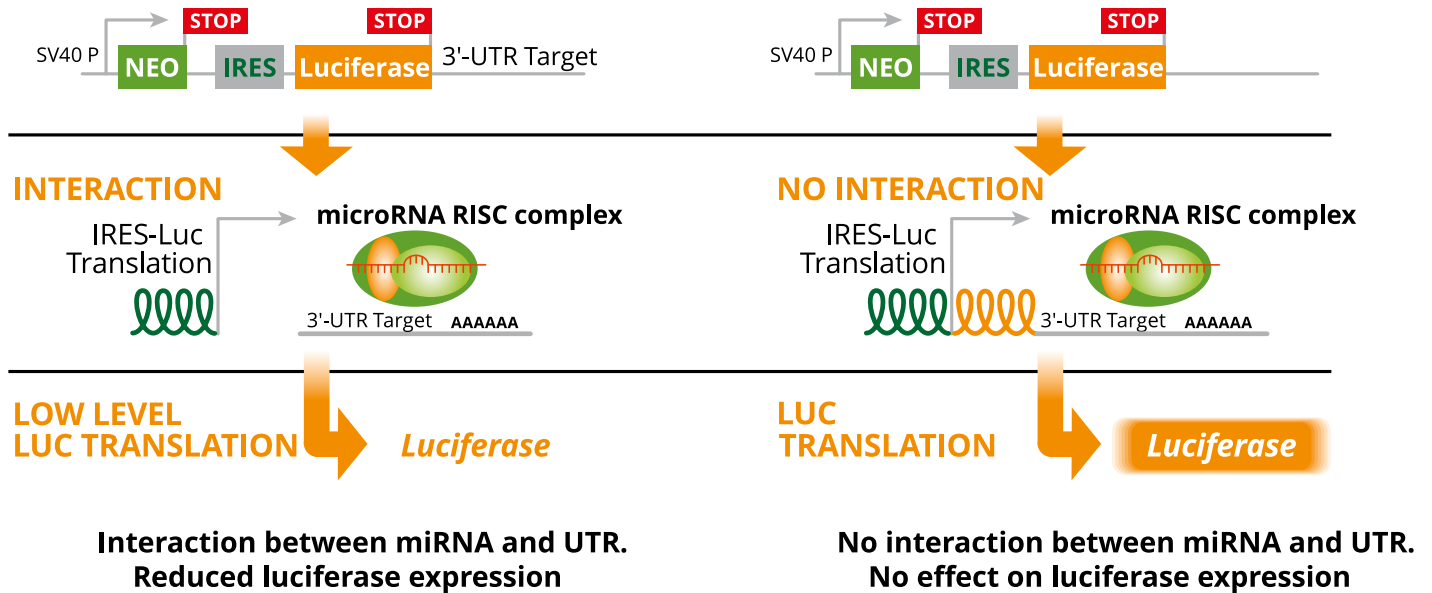 STOP
STOP
SV40 P
NEO
IRES
Luciferase
3'-UTR Target
INTERACTION
microRNA RISC complex
IRES-Luc
Translation
3'-UTR Target
AAAAAA
LOW LEVEL
LUC TRANSLATION
Luciferase
Interaction between miRNA and UTR.
Reduced luciferase expression
STOP
STOP
SV40 P
NEO
IRES
Luciferase
NO INTERACTION
microRNA RISC complex
IRES-Luc
Translation
3'-UTR Target
AAAAAA
LUC
TRANSLATION
Luciferase
No interaction between miRNA and UTR.
No effect on luciferase expression